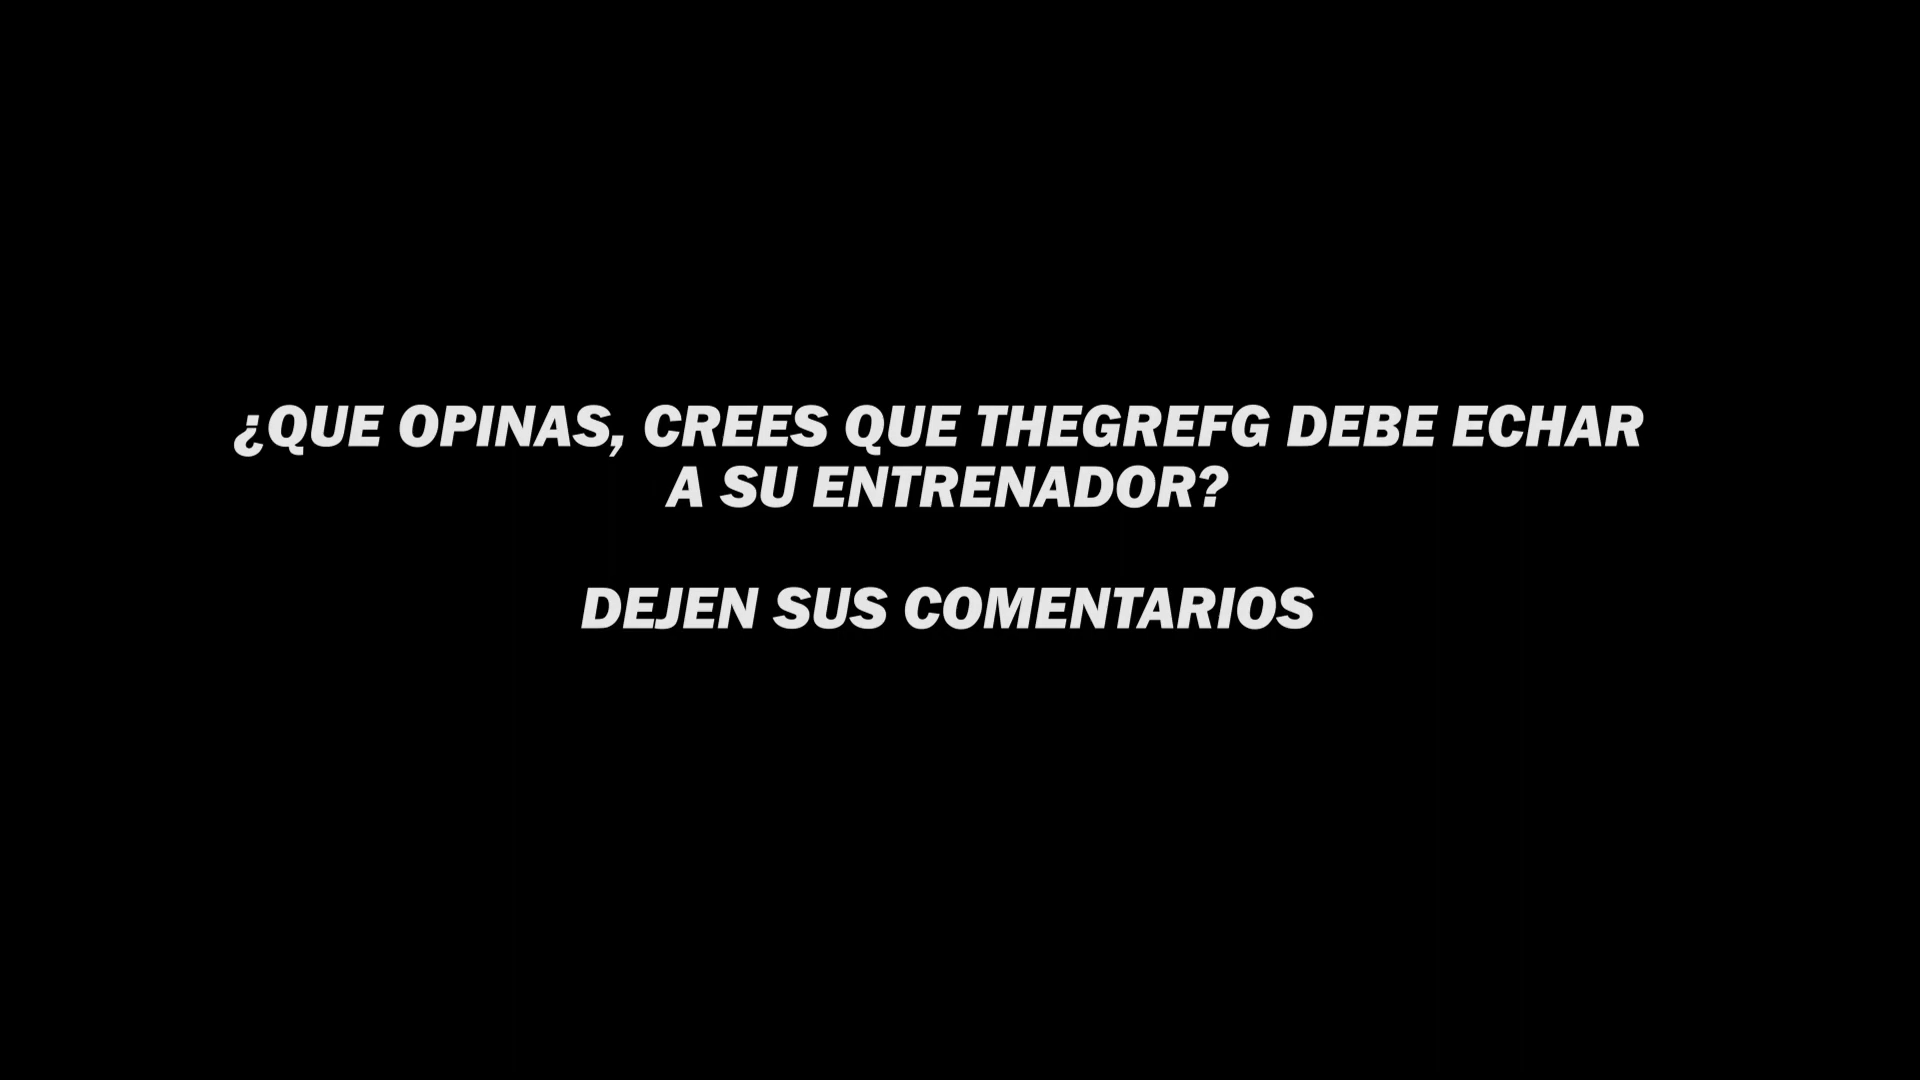 ¿QUE OPINAS, CREES QUE THEGREFG DEBE ECHAR
A SU ENTRENADOR?
DEJEN SUS COMENTARIOS